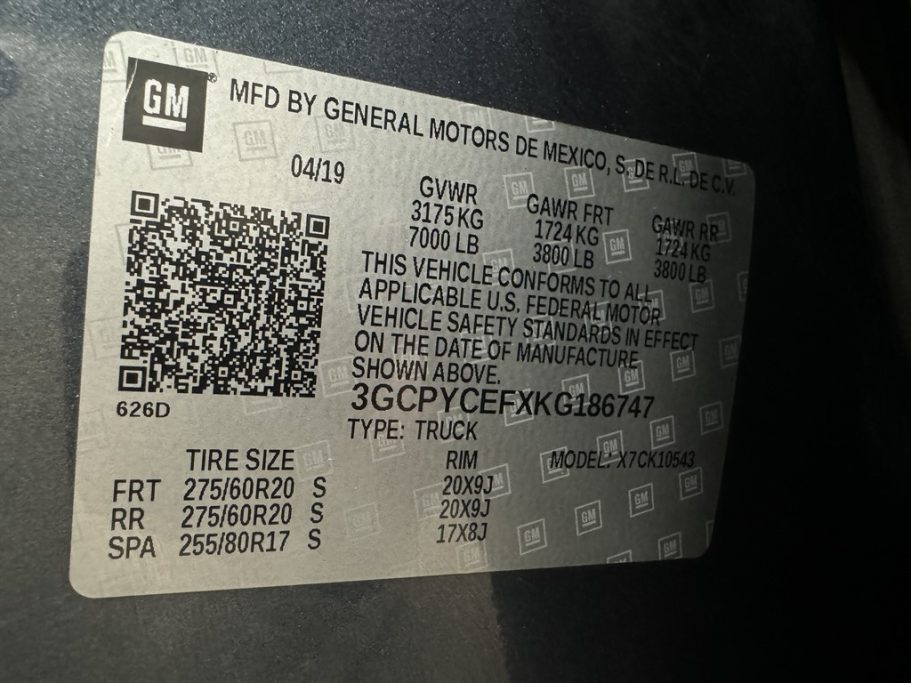 GM
MFD BY GENERAL MOTORS DE MEXICO, S. DE R.L. DE C.V.
04/19
GVWR GAWR FRT GAWR RR
3175 KG 1724 KG 1724 KG
7000 LB 3800 LB 3800 LB
THIS VEHICLE CONFORMS TO ALL
APPLICABLE U.S. FEDERAL MOTOR
VEHICLE SAFETY STANDARDS IN EFFECT
ON THE DATE OF MANUFACTURE
SHOWN ABOVE.
626D
3GCPYCEFXKG186747
TYPE: TRUCK
TIRE SIZE RIM MODEL: X7CK10543
FRT 275/60R20 S 20X9J
RR 275/60R20 S 20X9J
SPA 255/80R17 S 17X8J